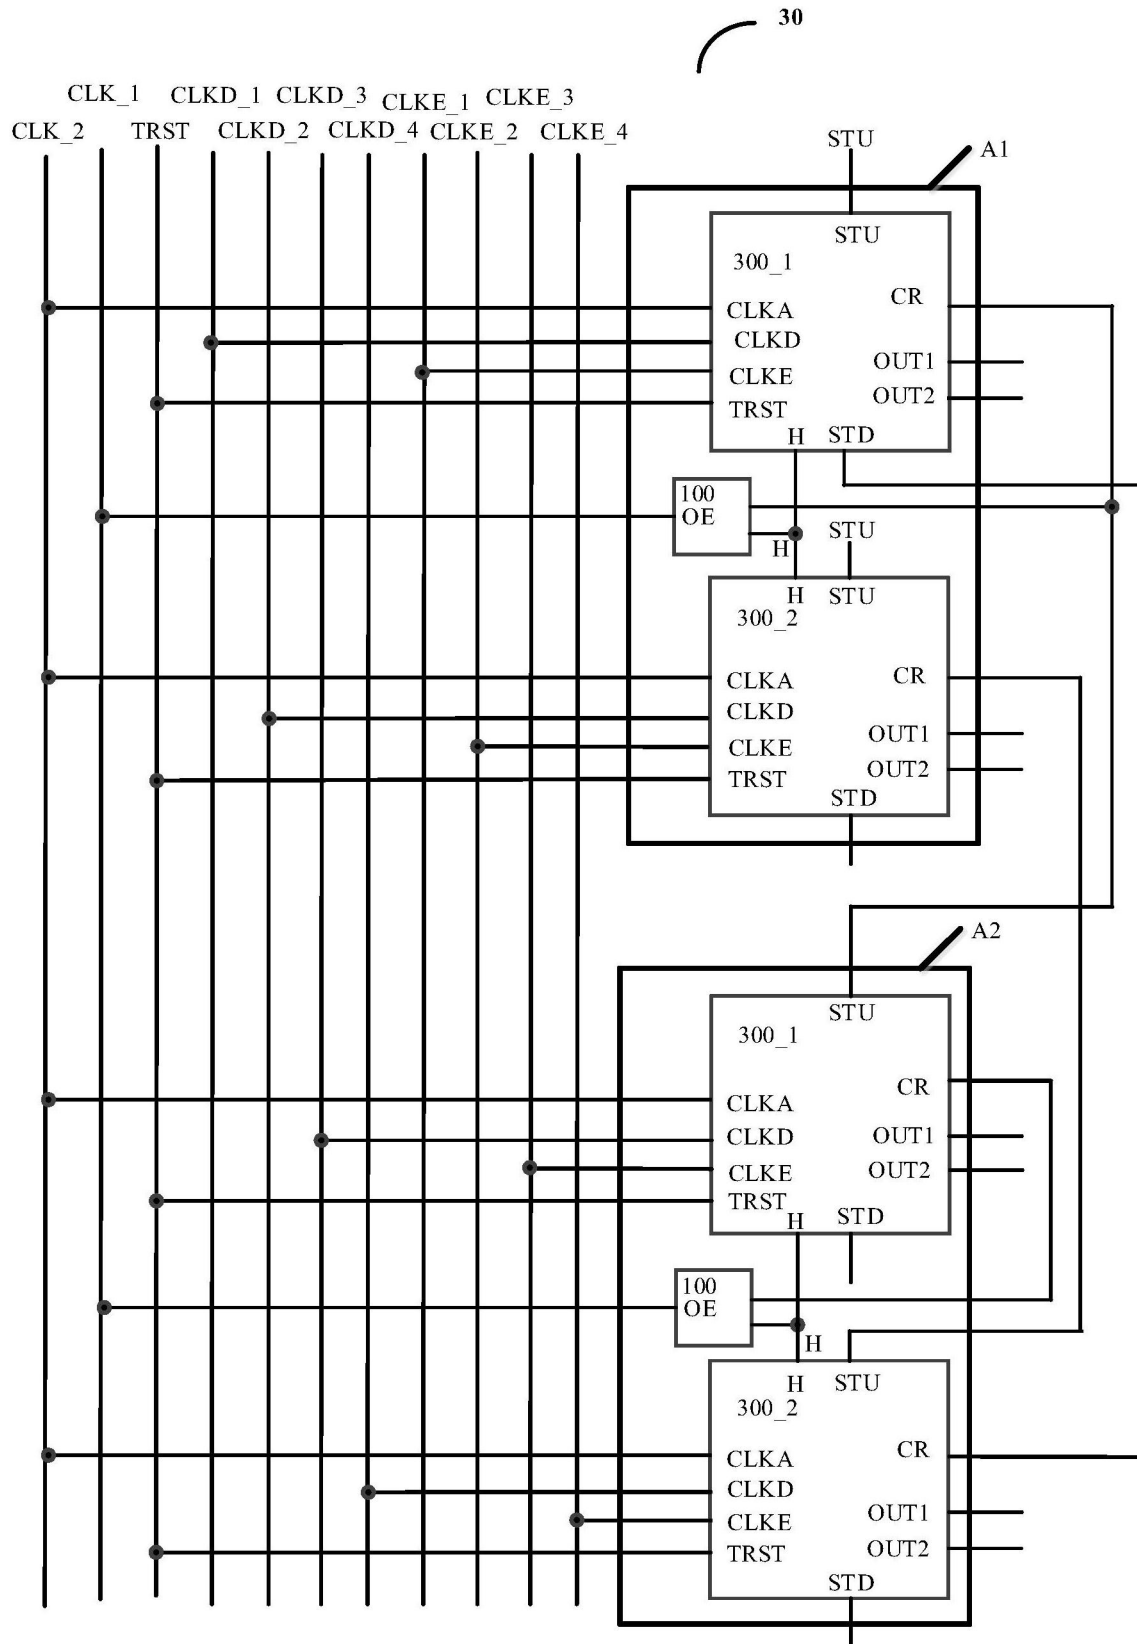 30
CLK_1 CLKD_1 CLKD_3 CLKE_1 CLKE_3
CLK_2 TRST CLKD_2 CLKD_4 CLKE_2 CLKE_4
STU
A1
STU
300_1
CR
CLKA
CLKD
OUT1
CLKE
OUT2
TRST
H STD
100
OE
STU
H
H STU
300_2
CLKA
CR
CLKD
OUT1
CLKE
OUT2
TRST
STD
A2
STU
300_1
CR
CLKA
CLKD
OUT1
CLKE
OUT2
TRST
H STD
100
OE
H
H STU
300_2
CR
CLKA
CLKD
OUT1
CLKE
OUT2
TRST
STD